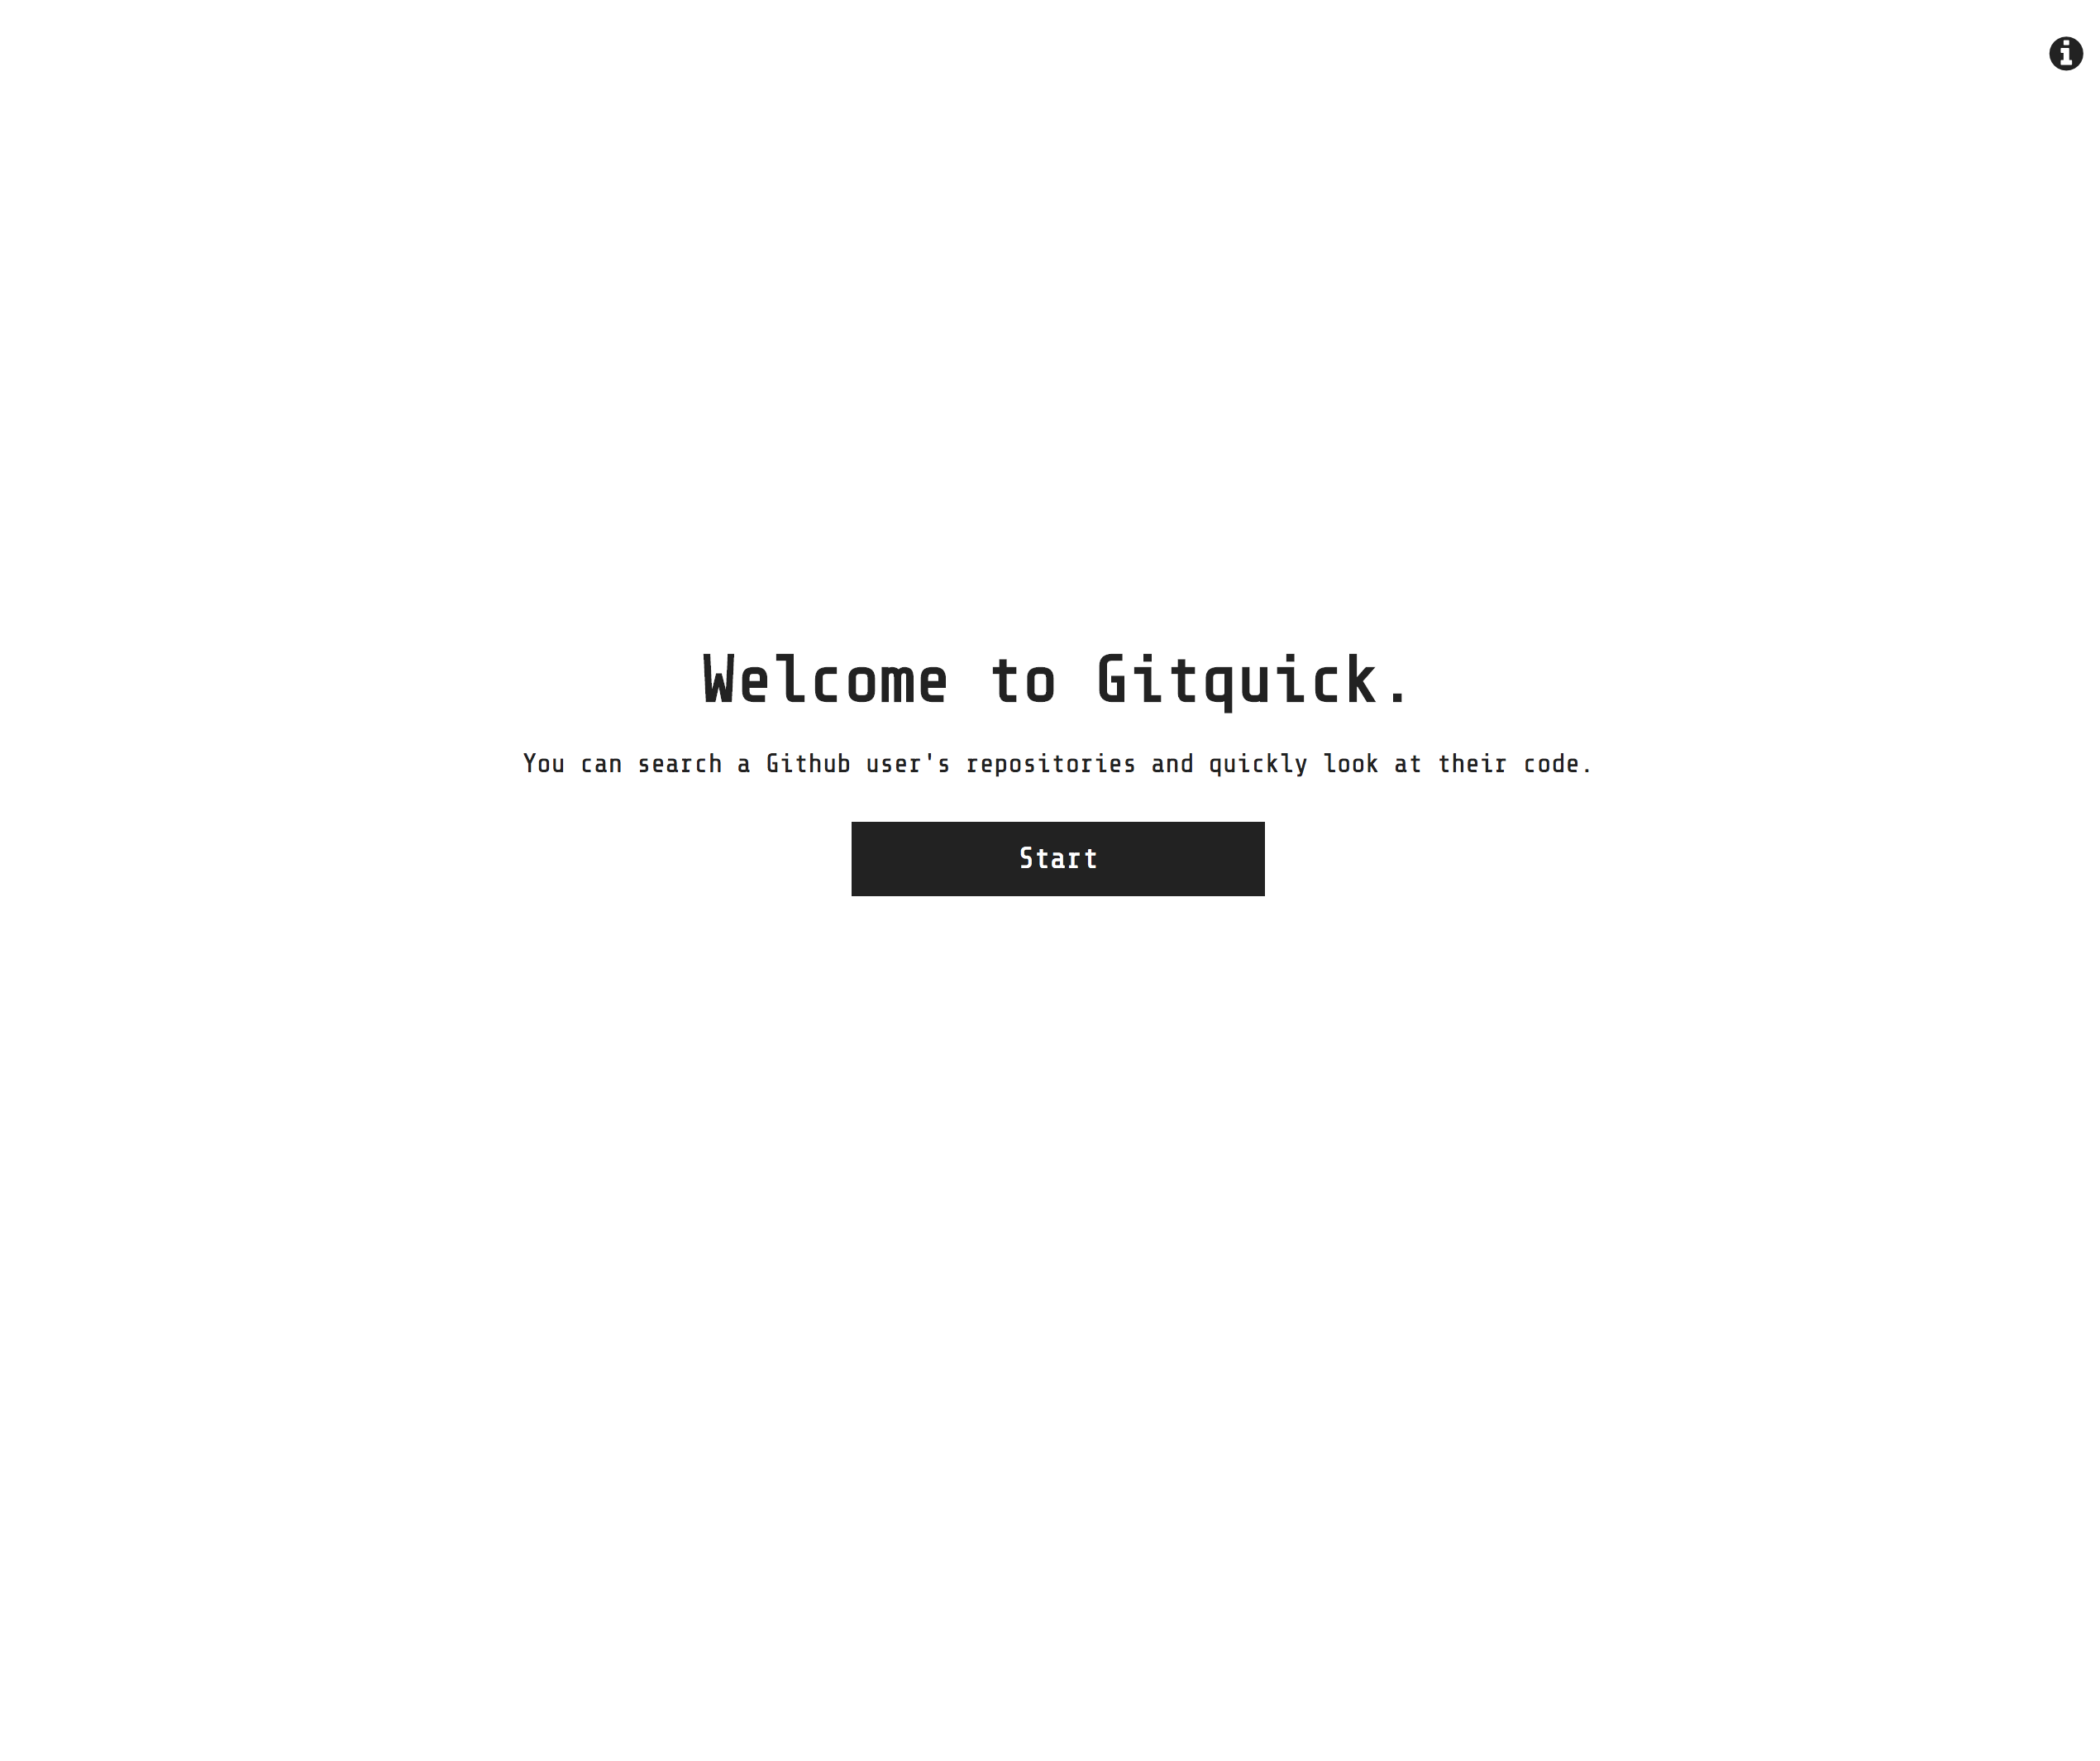 Welcome to Gitquick.
You can search a Github user's repositories and quickly look at their code.
Start